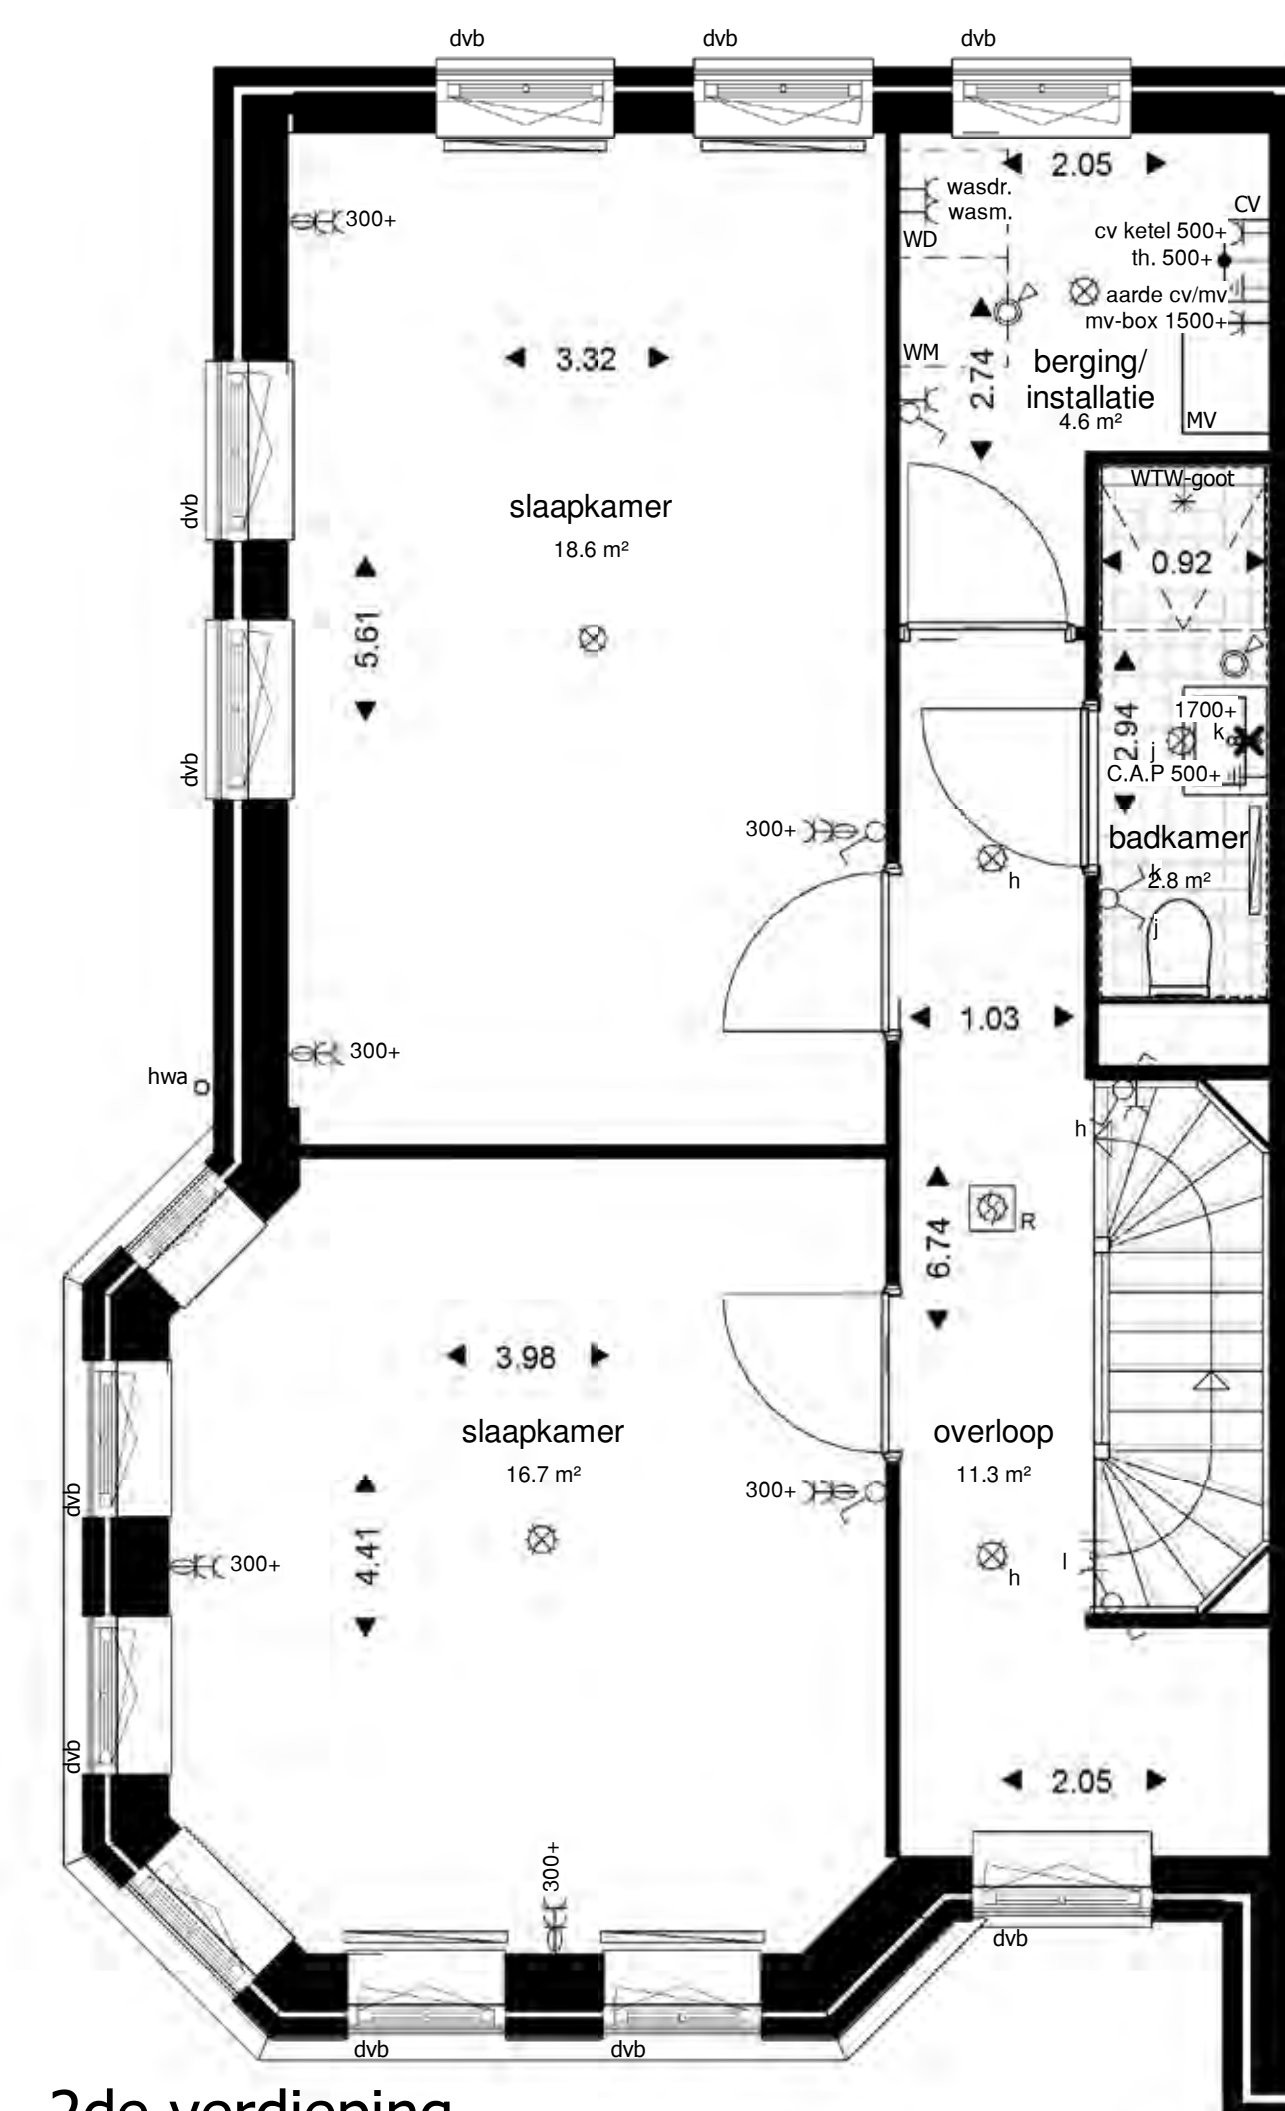 dvb
dvb
dvb
2.05
wasdr.
wasm.
WD
CV
cv ketel 500+
th. 500+
aarde cv/mv
mv-box 1500+
300+
3.32
WM
2.74
berging/
installatie
4.6 m²
MV
dvb
slaapkamer
18.6 m²
WTW-goot
0.92
5.61
dvb
2.94
1700+
k
j
C.A.P 500+
300+
badkamer
k
2.8 m²
j
h
1.03
300+
hwa
h
R
6.74
3.98
slaapkamer
16.7 m²
overloop
11.3 m²
dvb
300+
4.41
300+
l
h
dvb
2.05
300+
dvb
dvb
dvb
2de verdieping